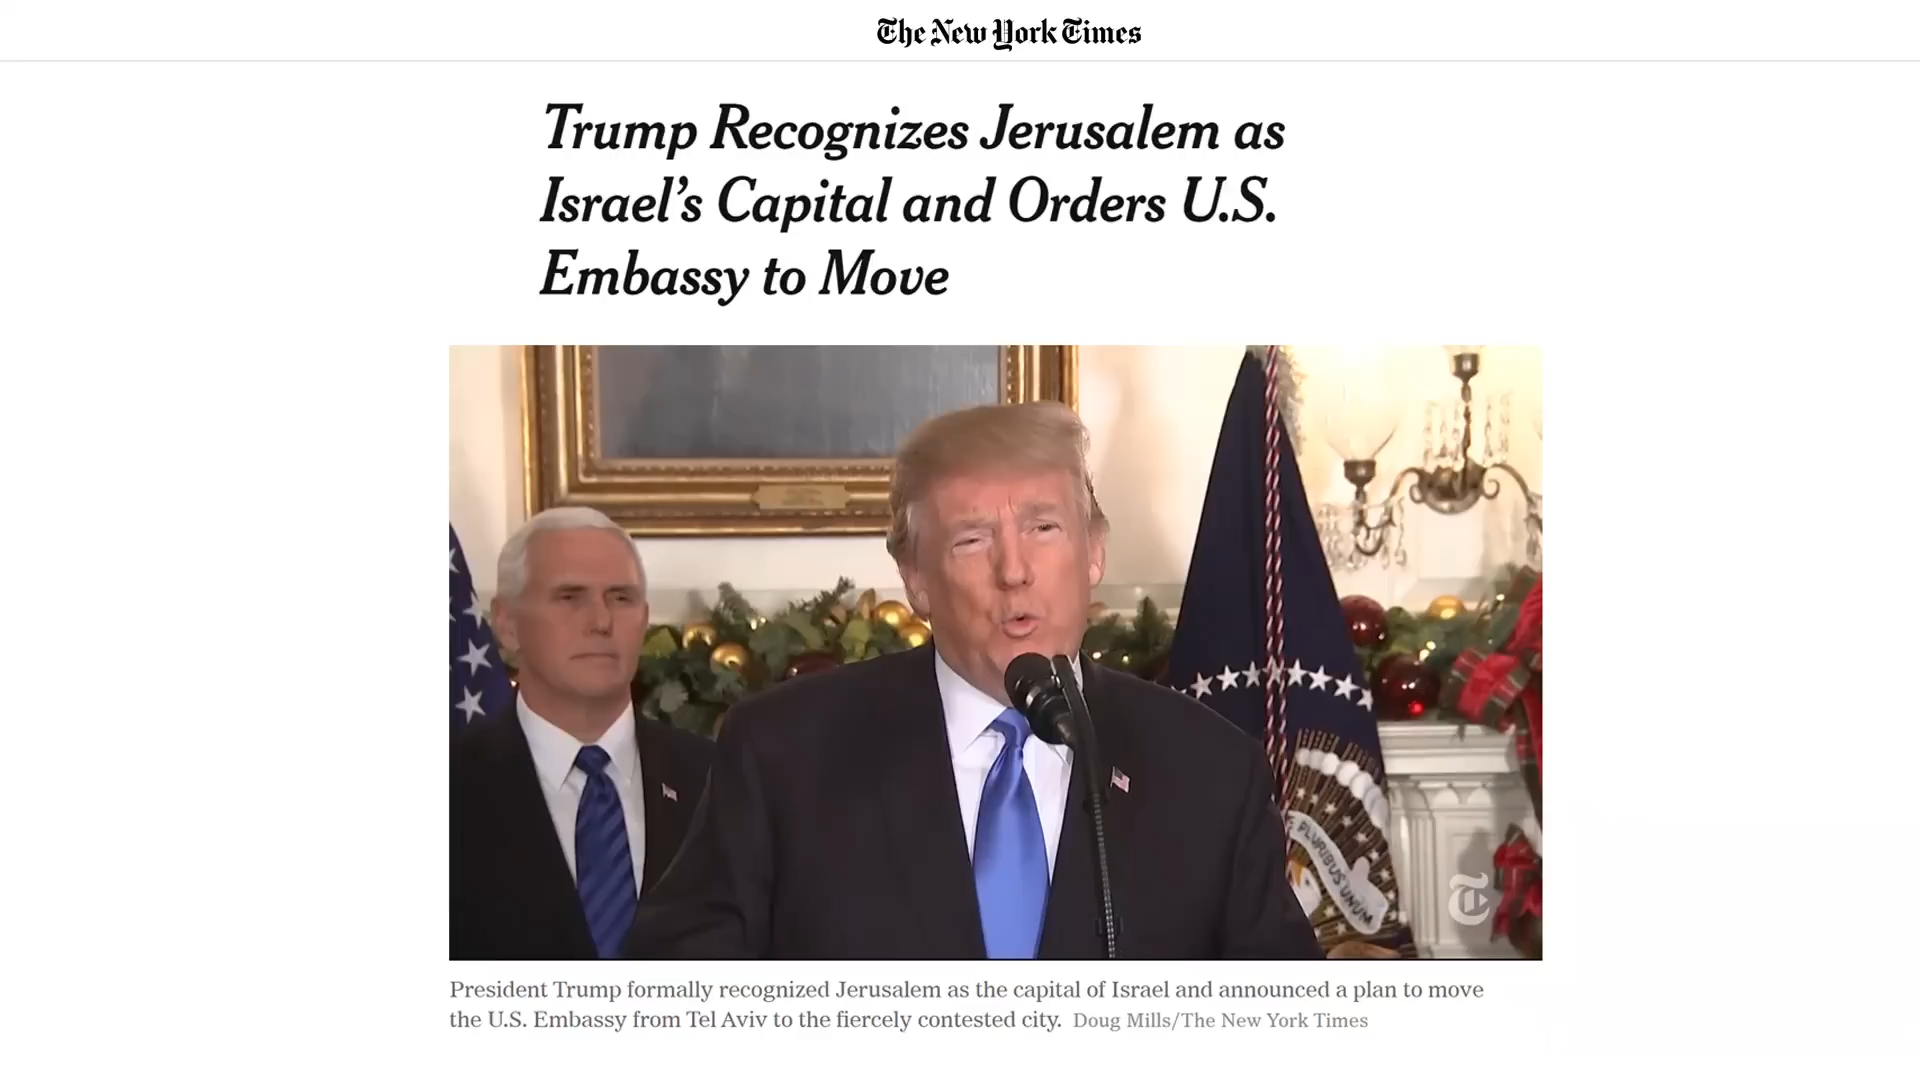 The New York Times
Trump Recognizes Jerusalem as
Israel’s Capital and Orders U.S.
Embassy to Move
PLURIBUS UNUM
T
President Trump formally recognized Jerusalem as the capital of Israel and announced a plan to move
the U.S. Embassy from Tel Aviv to the fiercely contested city. Doug Mills/The New York Times